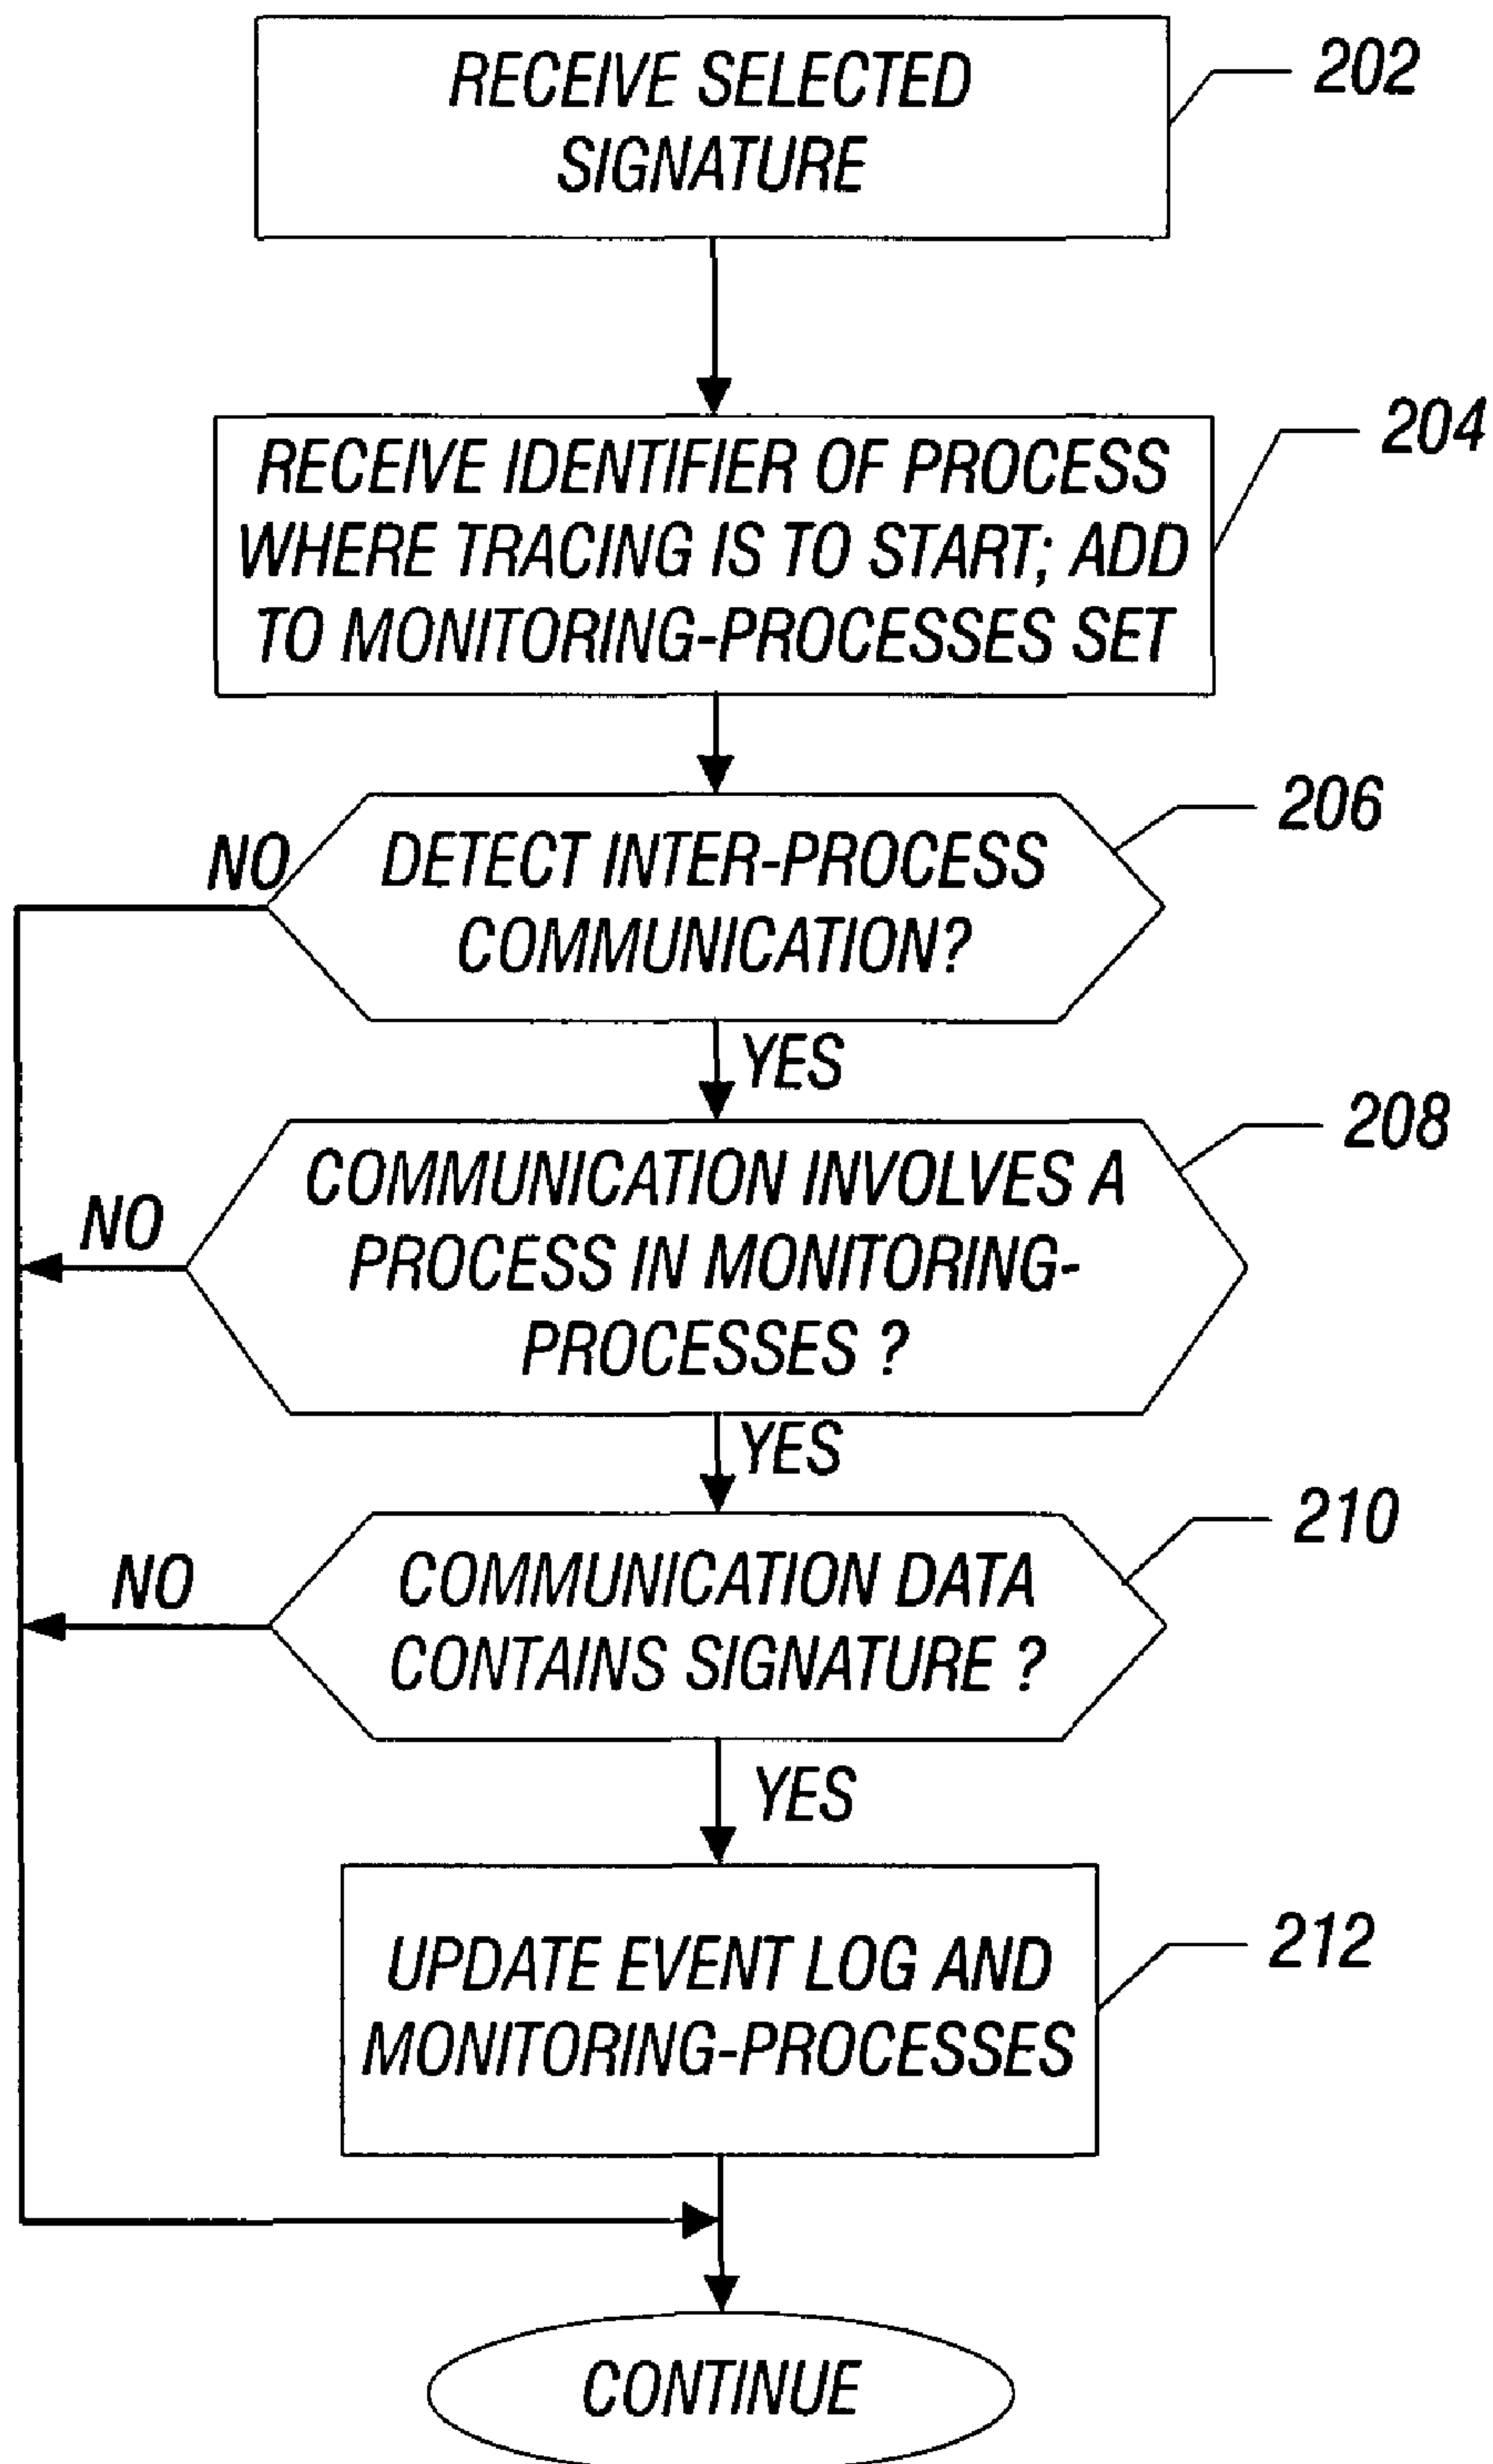 RECEIVE SELECTED
SIGNATURE
202
RECEIVE IDENTIFIER OF PROCESS
WHERE TRACING IS TO START; ADD
TO MONITORING-PROCESSES SET
204
DETECT INTER-PROCESS
COMMUNICATION?
206
NO
YES
COMMUNICATION INVOLVES A
PROCESS IN MONITORING-
PROCESSES ?
208
NO
YES
COMMUNICATION DATA
CONTAINS SIGNATURE ?
210
NO
YES
UPDATE EVENT LOG AND
MONITORING-PROCESSES
212
CONTINUE